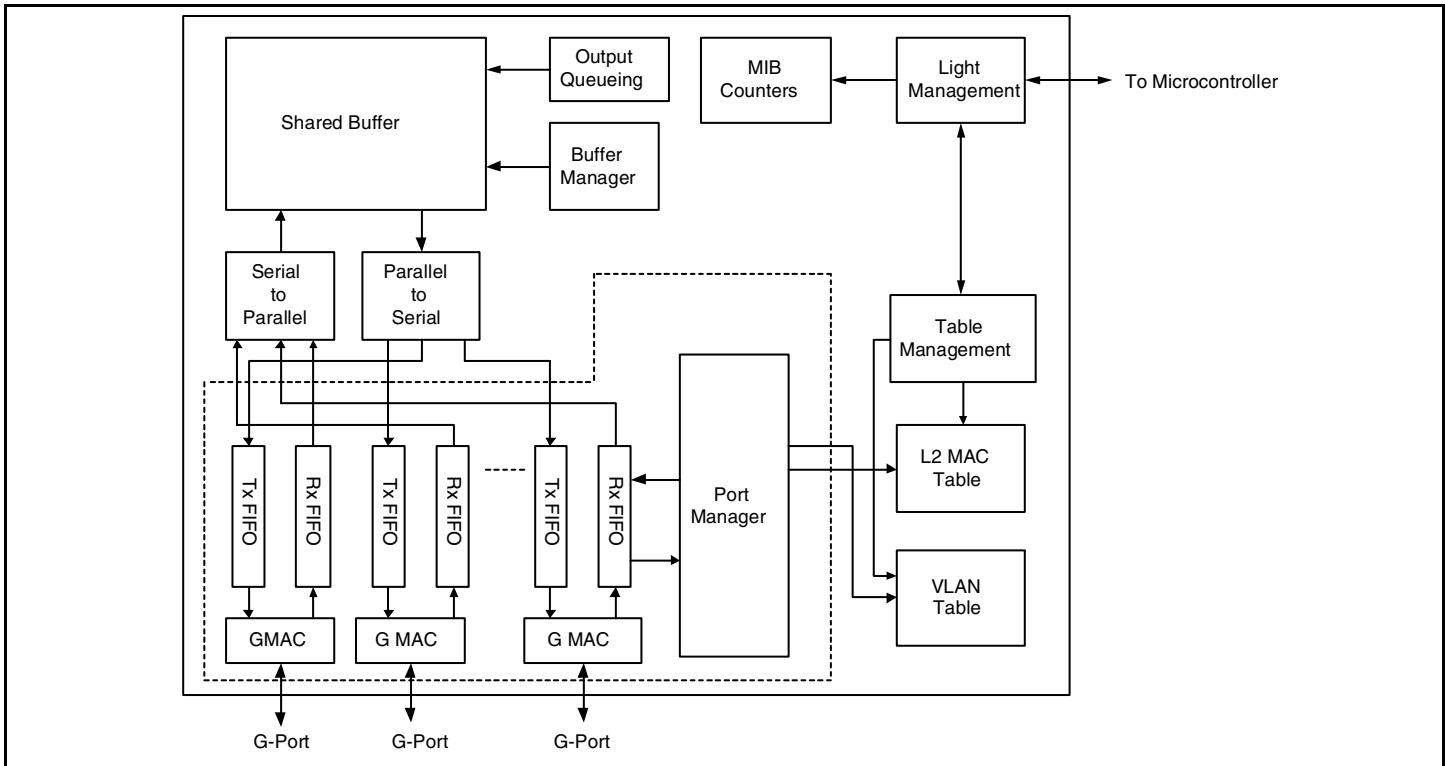 Output
Queueing
MIB
Counters
Light
Management
To Microcontroller
Shared Buffer
Buffer
Manager
Serial
to
Parallel
Parallel
to
Serial
Table
Management
L2 MAC
Table
Tx FIFO
Rx FIFO
Tx FIFO
Rx FIFO
Tx FIFO
Rx FIFO
Port
Manager
VLAN
Table
GMAC
G MAC
G MAC
G-Port
G-Port
G-Port